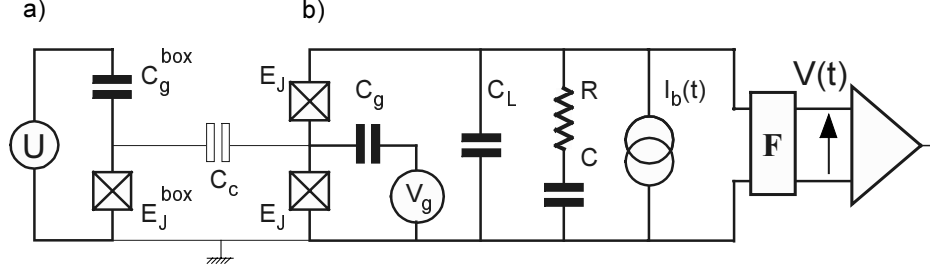 a)
b)
C_g^box
E_J
C_g
C_L
R
I_b(t)
V(t)
U
C
F
C_c
V_g
E_J^box
E_J